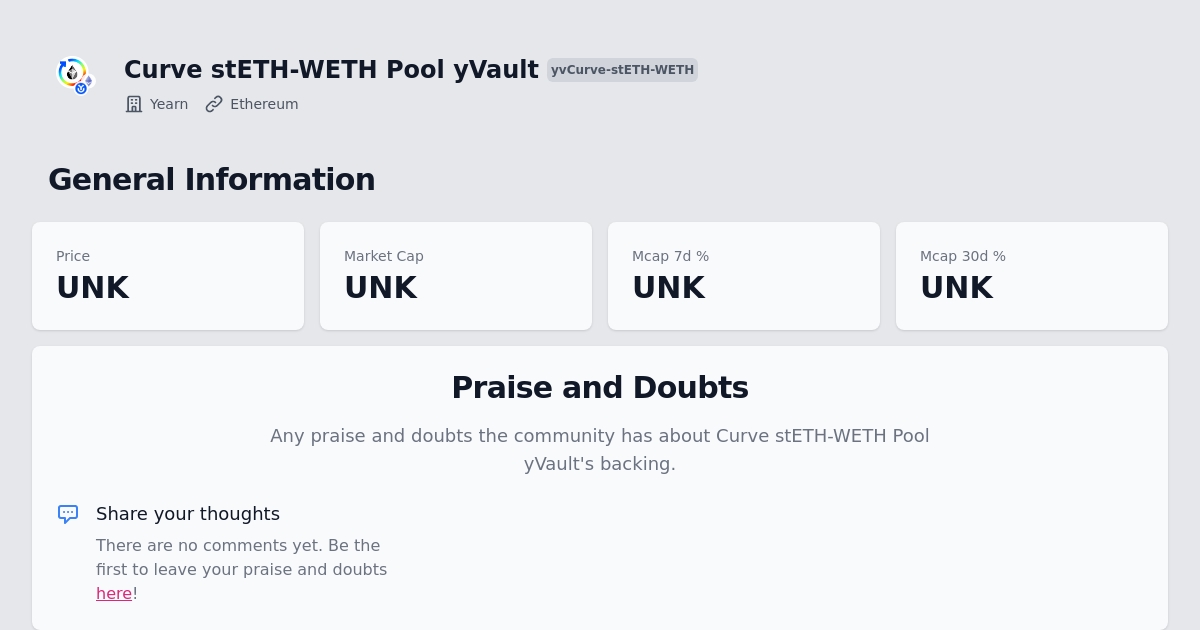 Curve stETH-WETH Pool yVault yvCurve-stETH-WETH
Yearn Ethereum
General Information
Price
UNK
Market Cap
UNK
Mcap 7d %
UNK
Mcap 30d %
UNK
Praise and Doubts
Any praise and doubts the community has about Curve stETH-WETH Pool
yVault's backing.
Share your thoughts
There are no comments yet. Be the
first to leave your praise and doubts
here!